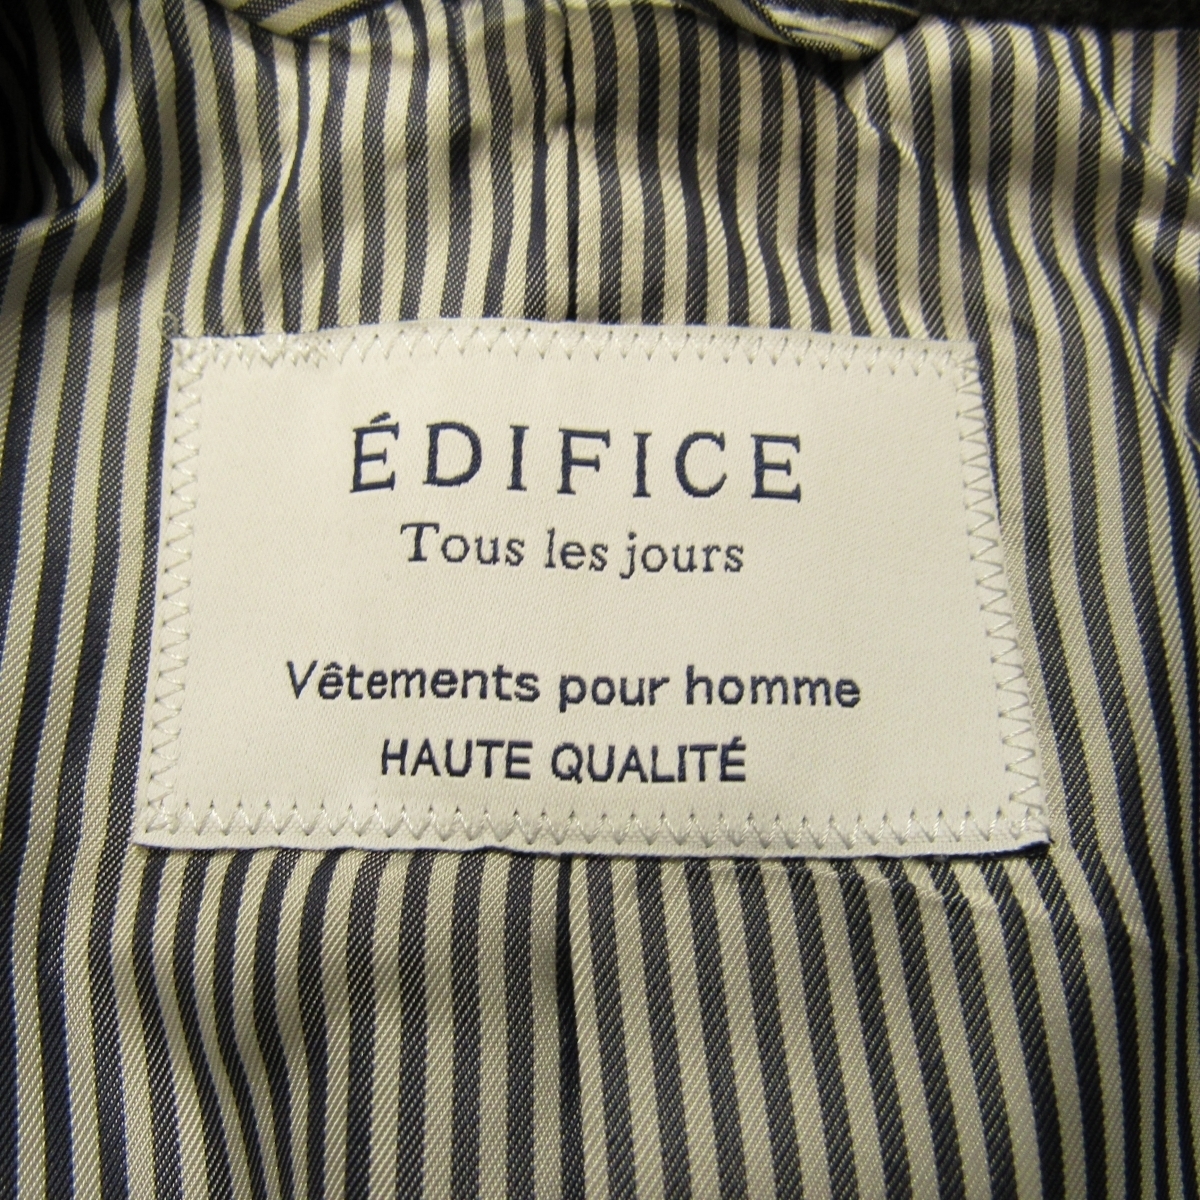 ÉDIFICE
Tous les jours
Vêtements pour homme
HAUTE QUALITÉ